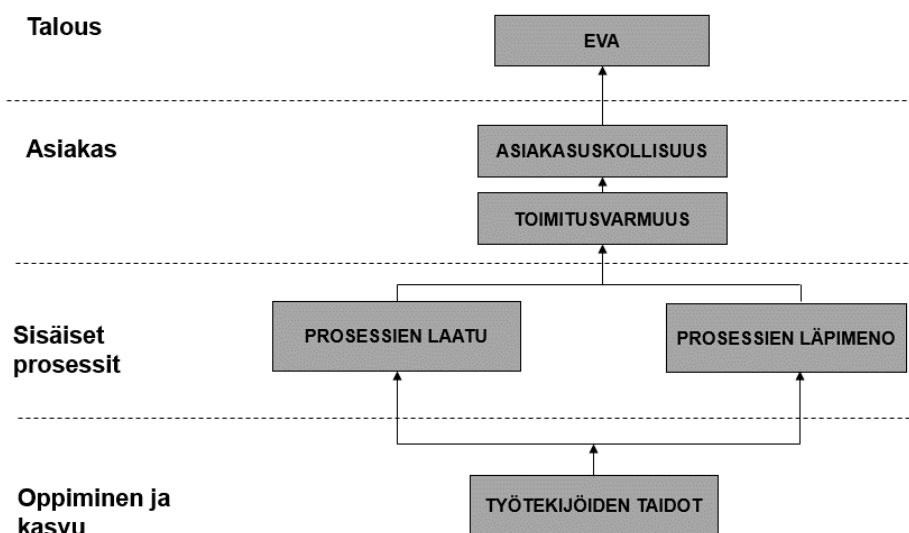 Talous
EVA
Asiakas
ASIAKASUSKOLLISUUS
TOIMITUSVARMUUS
Sisäiset
prosessit
PROSESSIEN LAATU
PROSESSIEN LÄPIMENO
Oppiminen ja
kasvu
TYÖTEKIJÖIDEN TAIDOT